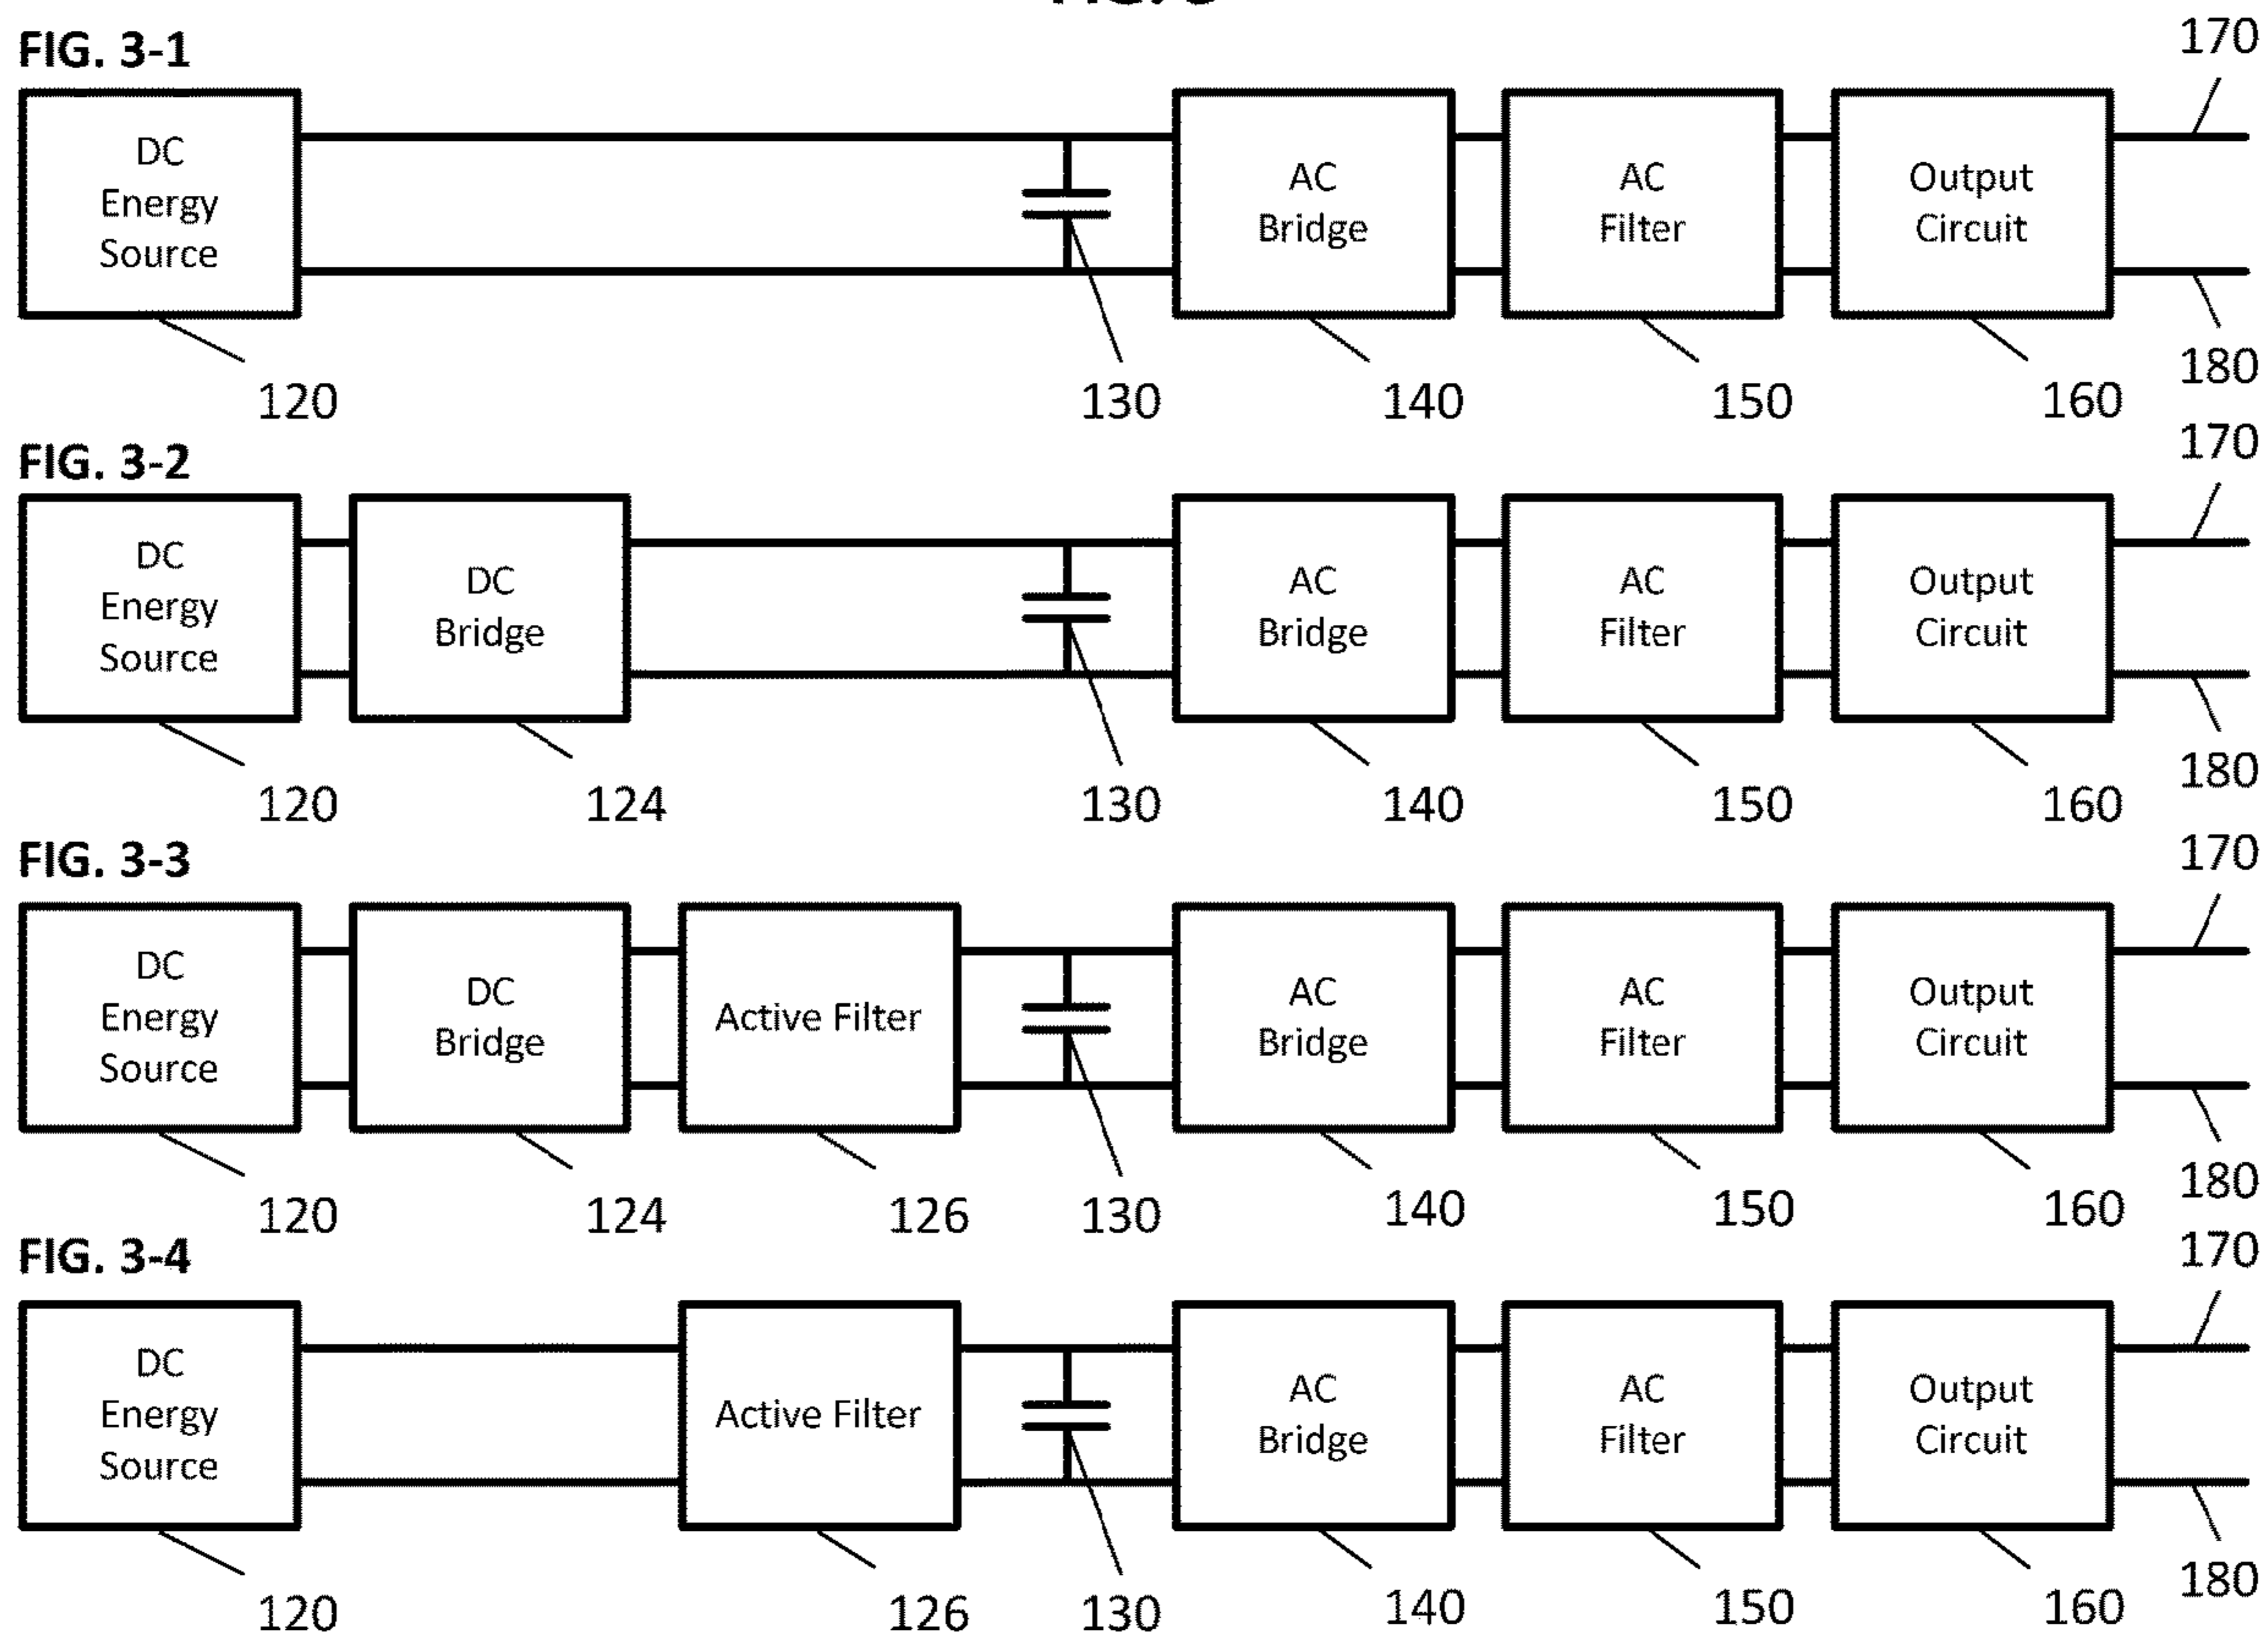 FIG. 3-1
170
DC
Energy
Source
AC
Bridge
AC
Filter
Output
Circuit
180
120
130
140
150
160
FIG. 3-2
170
DC
Energy
Source
DC
Bridge
AC
Bridge
AC
Filter
Output
Circuit
180
120
124
130
140
150
160
FIG. 3-3
170
DC
Energy
Source
DC
Bridge
Active Filter
AC
Bridge
AC
Filter
Output
Circuit
180
120
124
126
130
140
150
160
FIG. 3-4
170
DC
Energy
Source
Active Filter
AC
Bridge
AC
Filter
Output
Circuit
180
120
126
130
140
150
160